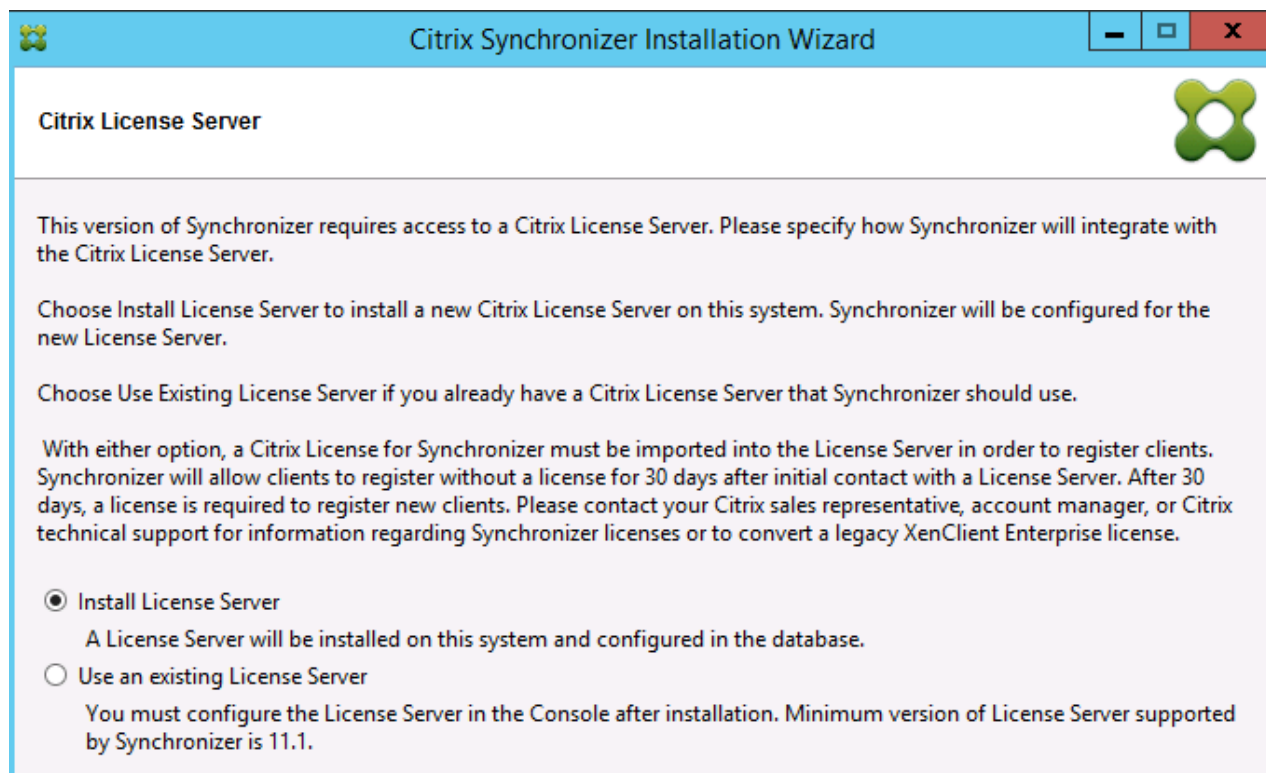 Citrix Synchronizer Installation Wizard
Citrix License Server
This version of Synchronizer requires access to a Citrix License Server. Please specify how Synchronizer will integrate with
the Citrix License Server.
Choose Install License Server to install a new Citrix License Server on this system. Synchronizer will be configured for the
new License Server.
Choose Use Existing License Server if you already have a Citrix License Server that Synchronizer should use.
With either option, a Citrix License for Synchronizer must be imported into the License Server in order to register clients.
Synchronizer will allow clients to register without a license for 30 days after initial contact with a License Server. After 30
days, a license is required to register new clients. Please contact your Citrix sales representative, account manager, or Citrix
technical support for information regarding Synchronizer licenses or to convert a legacy XenClient Enterprise license.
Install License Server
A License Server will be installed on this system and configured in the database.
Use an existing License Server
You must configure the License Server in the Console after installation. Minimum version of License Server supported
by Synchronizer is 11.1.